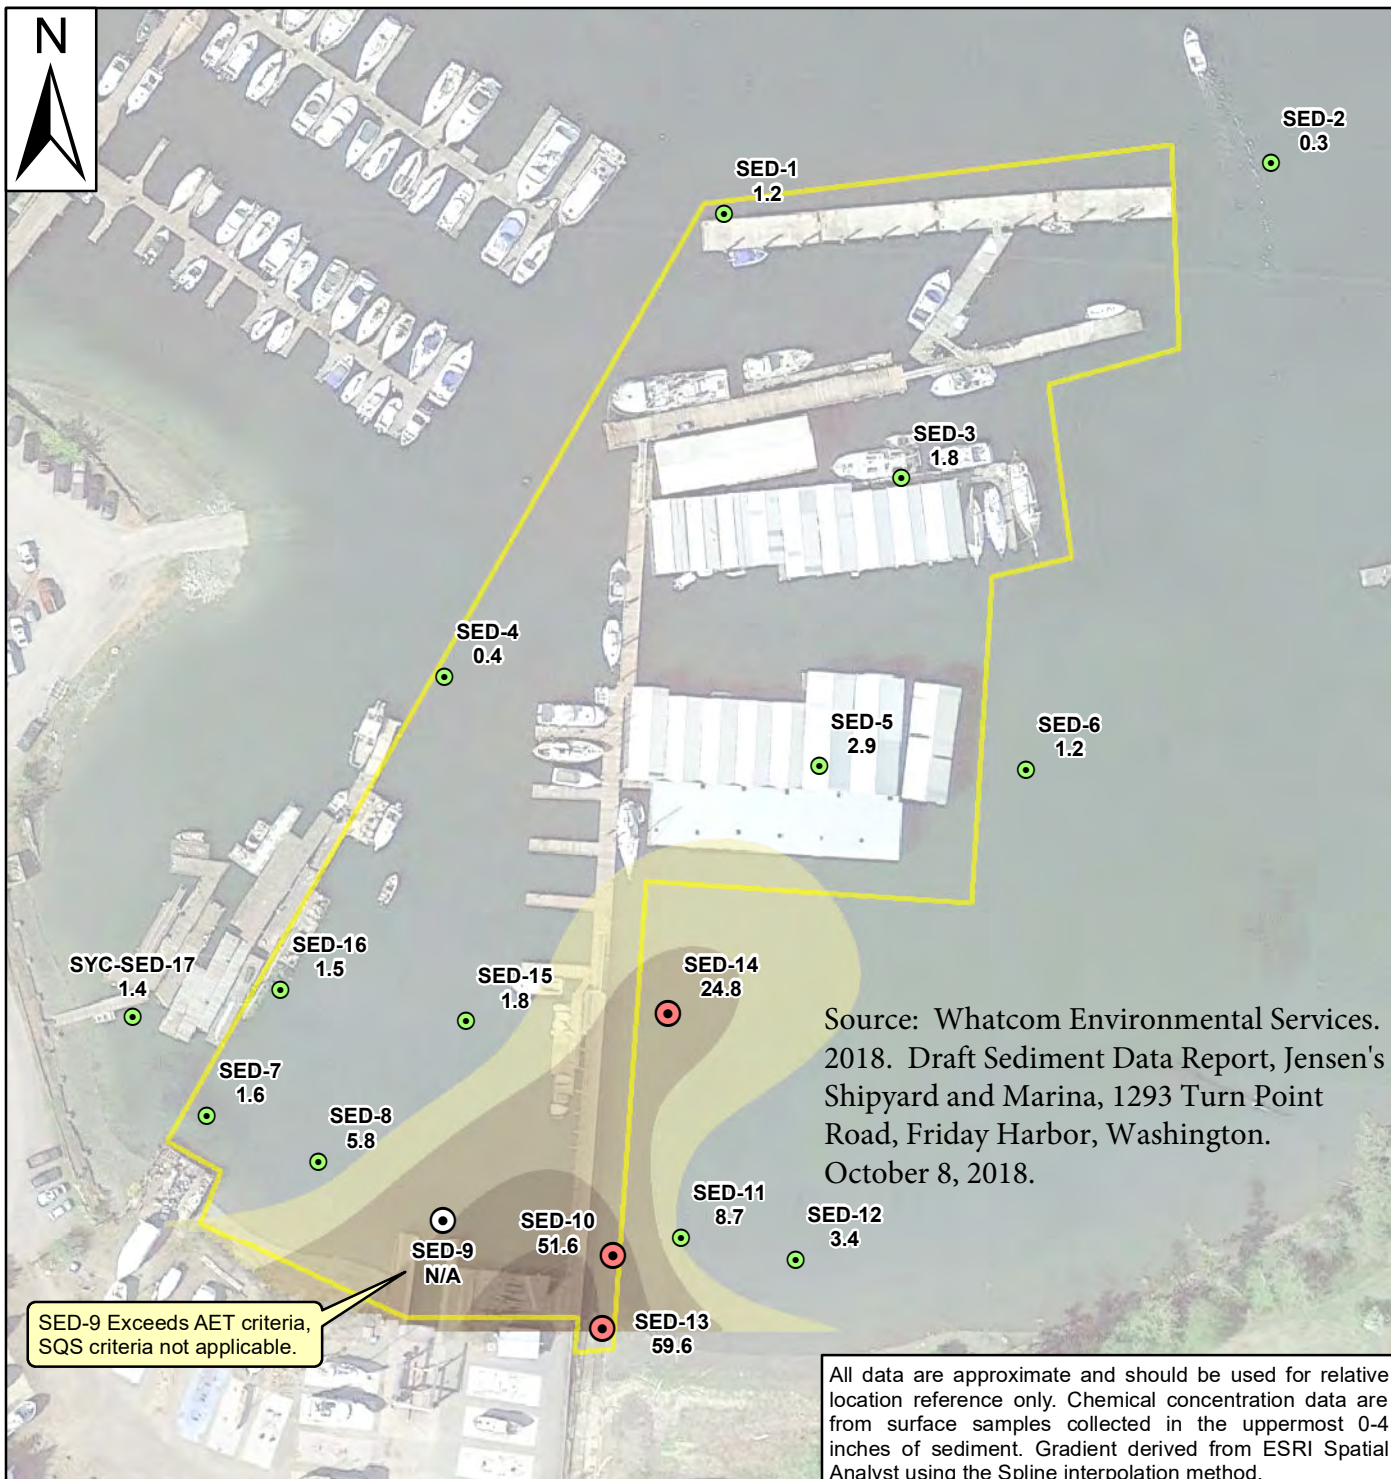 N
SED-2
0.3
SED-1
1.2
SED-3
1.8
SED-4
0.4
SED-5
2.9
SED-6
1.2
SED-14
24.8
SED-16
1.5
SYC-SED-17
1.4
SED-15
1.8
Source: Whatcom Environmental Services.
2018. Draft Sediment Data Report, Jensen's
Shipyard and Marina, 1293 Turn Point
Road, Friday Harbor, Washington.
October 8, 2018.
SED-7
1.6
SED-8
5.8
SED-11
8.7
SED-12
3.4
SED-10
51.6
SED-9
N/A
SED-9 Exceeds AET criteria,
SQS criteria not applicable.
SED-13
59.6
All data are approximate and should be used for relative
location reference only. Chemical concentration data are
from surface samples collected in the uppermost 0-4
inches of sediment. Gradient derived from ESRI Spatial
Analyst using the Spline interpolation method.